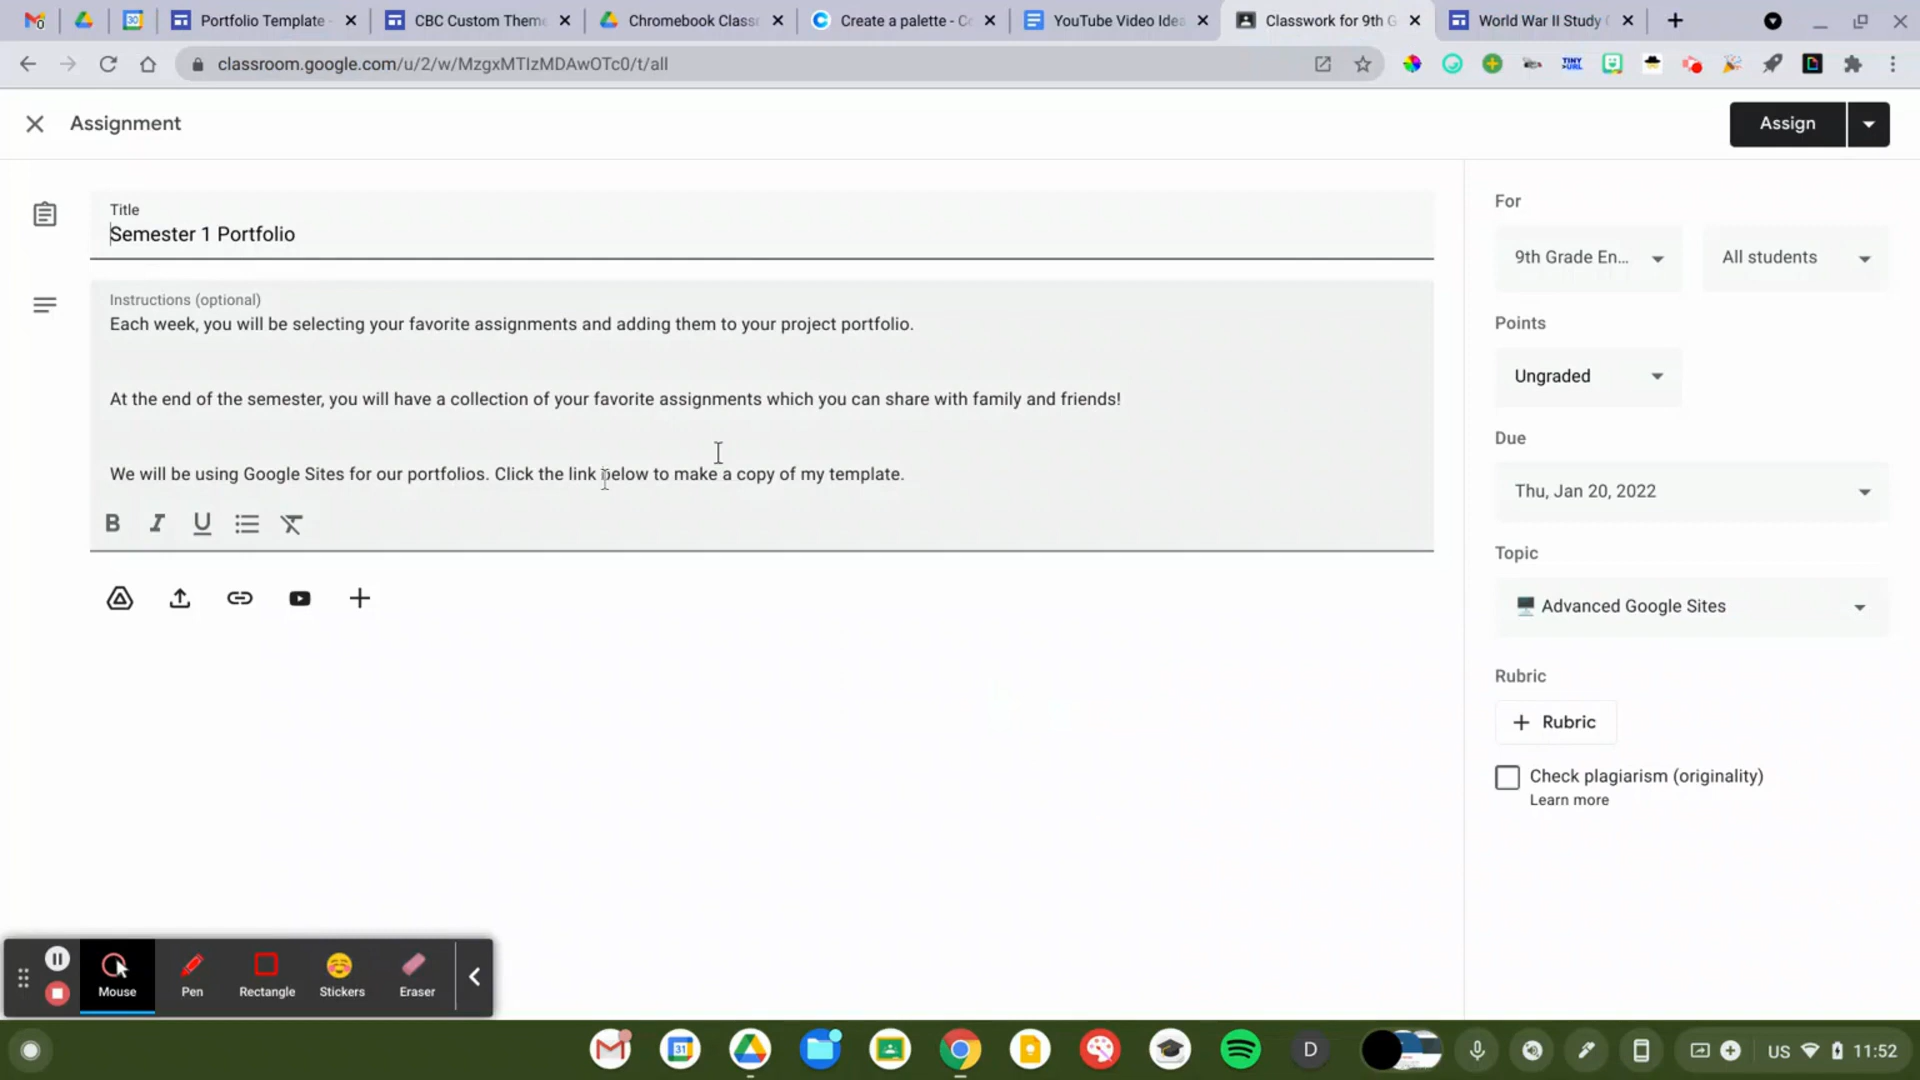 Portfolio Template -
CBC Custom Theme
Chromebook Class
Create a palette - Co
YouTube Video Idea
Classwork for 9th G
World War II Study
classroom.google.com/u/2/w/MzgxMTIzMDAwOTc0/t/all
TINY
URL
Assignment
Assign
Title
Semester 1 Portfolio
Instructions (optional)
Each week, you will be selecting your favorite assignments and adding them to your project portfolio.
At the end of the semester, you will have a collection of your favorite assignments which you can share with family and friends!
We will be using Google Sites for our portfolios. Click the link below to make a copy of my template.
B I U
For
9th Grade En...
All students
Points
Ungraded
Due
Thu, Jan 20, 2022
Topic
Advanced Google Sites
Rubric
+ Rubric
Check plagiarism (originality)
Learn more
Mouse
Pen
Rectangle
Stickers
Eraser
31
D
US
11:52